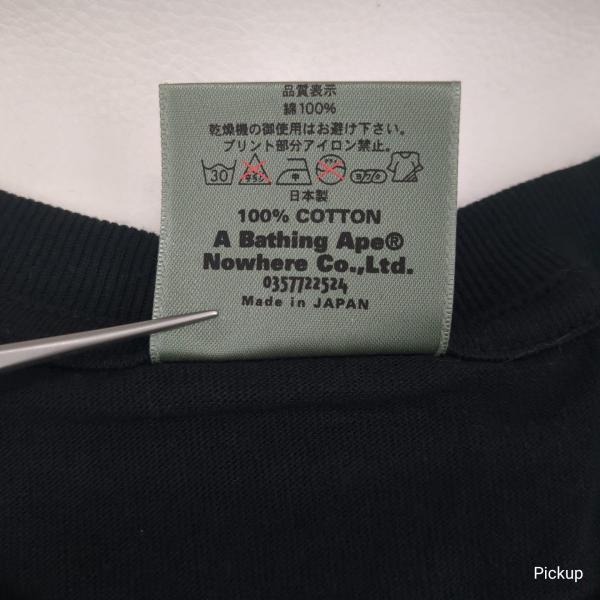 品質表示
綿100%
乾燥機の御使用はお避け下さい。
プリント部分アイロン禁止。
30 中
日本製
100% COTTON
A Bathing Ape®
Nowhere Co.,Ltd.
0357722524
Made in JAPAN
Pickup